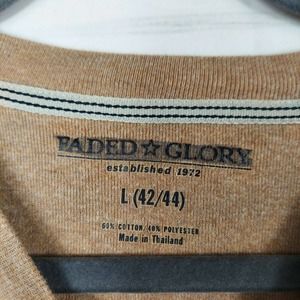 FADED☆GLORY
established 1972
L (42/44)
60% COTTON/40% POLYESTER
Made in Thailand